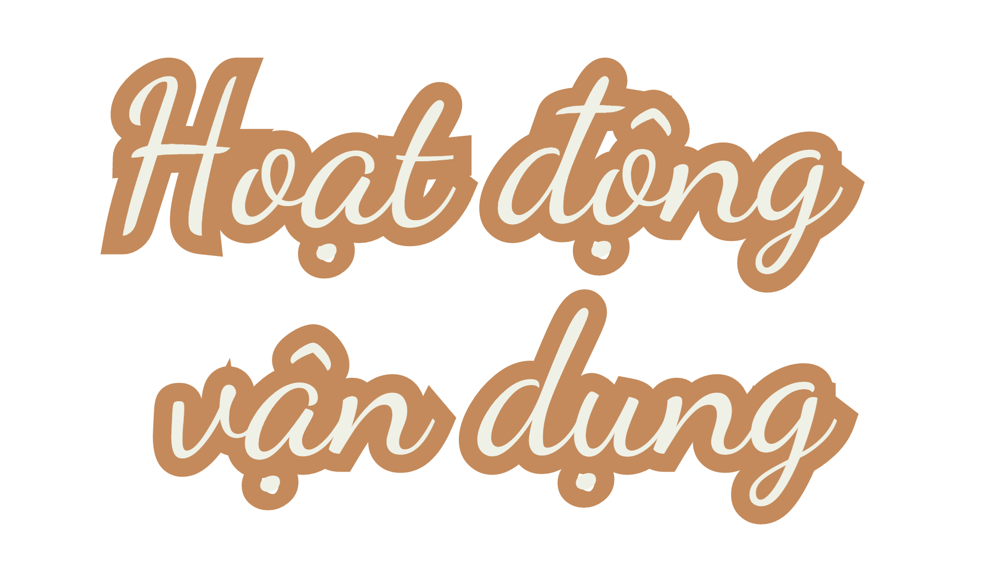 Hoạt động
vận dụng